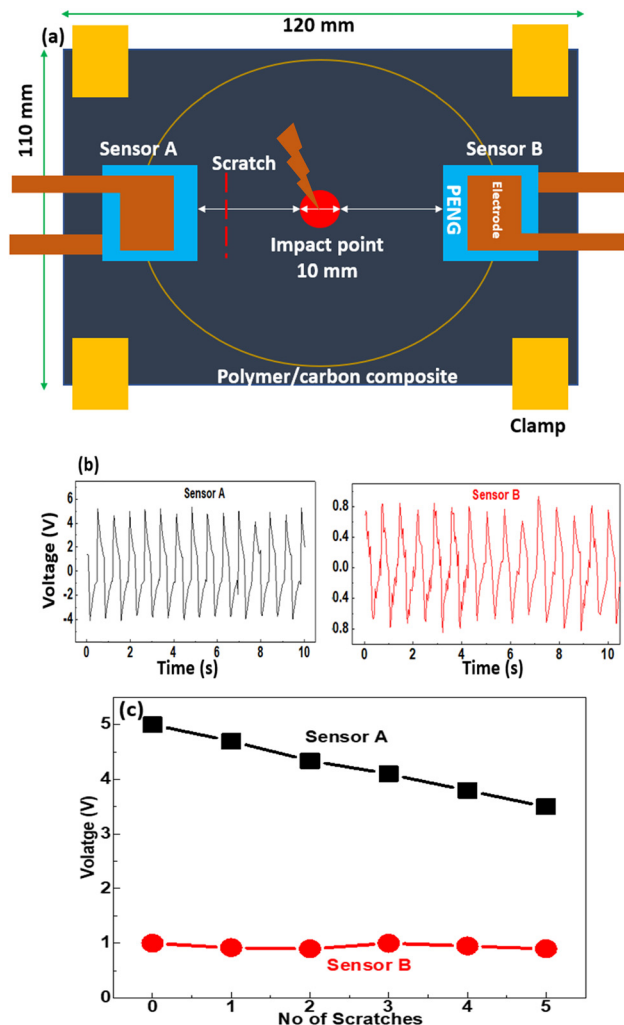 (a)
120 mm
110 mm
Sensor A
Sensor B
Scratch
PENG
Electrode
Impact point
10 mm
Polymer/carbon composite
Clamp
(b)
Sensor A
Voltage (V)
6
4
2
0
-2
-4
0 2 4 6 8 10
Time (s)
Sensor B
0.8
0.4
0.0
0.4
0.8
0 2 4 6 8 10
Time (s)
(c)
Sensor A
Volatge (V)
5
4
3
2
1
0
Sensor B
0 1 2 3 4 5
No of Scratches